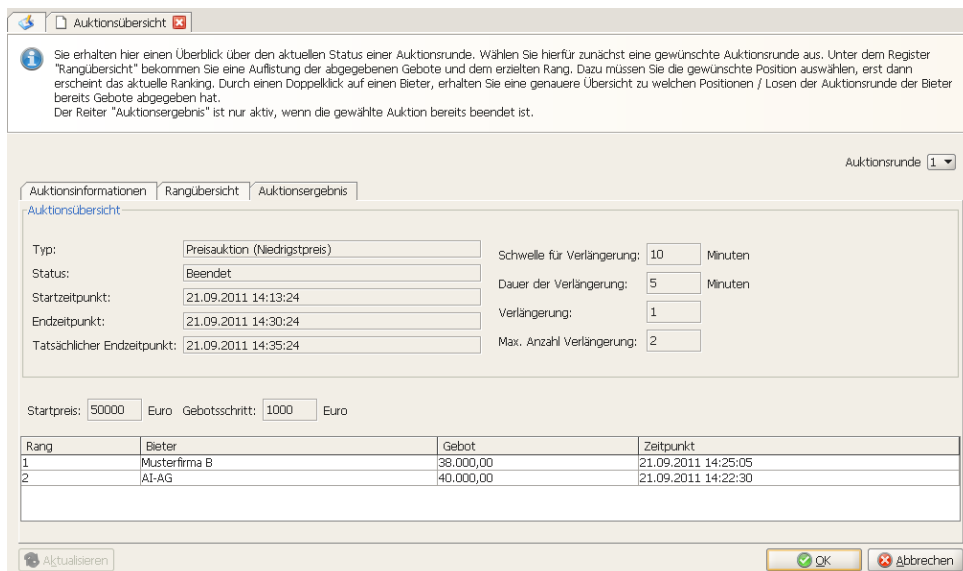 Auktionsübersicht
Sie erhalten hier einen Überblick über den aktuellen Status einer Auktionsrunde. Wählen Sie hierfür zunächst eine gewünschte Auktionsrunde aus. Unter dem Register
"Rangübersicht" bekommen Sie eine Auflistung der abgegebenen Gebote und dem erzielten Rang. Dazu müssen Sie die gewünschte Position auswählen, erst dann
erscheint das aktuelle Ranking. Durch einen Doppelklick auf einen Bieter, erhalten Sie eine genauere Übersicht zu welchen Positionen / Losen der Auktionsrunde der Bieter
bereits Gebote abgegeben hat.
Der Reiter "Auktionsergebnis" ist nur aktiv, wenn die gewählte Auktion bereits beendet ist.
Auktionsrunde 1
Auktionsinformationen Rangübersicht Auktionsergebnis
Auktionsübersicht
Typ: Preisauktion (Niedrigstpreis)
Status: Beendet
Startzeitpunkt: 21.09.2011 14:13:24
Endzeitpunkt: 21.09.2011 14:30:24
Tatsächlicher Endzeitpunkt: 21.09.2011 14:35:24
Schwelle für Verlängerung: 10 Minuten
Dauer der Verlängerung: 5 Minuten
Verlängerung: 1
Max. Anzahl Verlängerung: 2
Startpreis: 50000 Euro Gebotsschritt: 1000 Euro
Rang Bieter Gebot Zeitpunkt
1 Musterfirma B 38.000,00 21.09.2011 14:25:05
2 AI-AG 40.000,00 21.09.2011 14:22:30
Aktualisieren OK Abbrechen